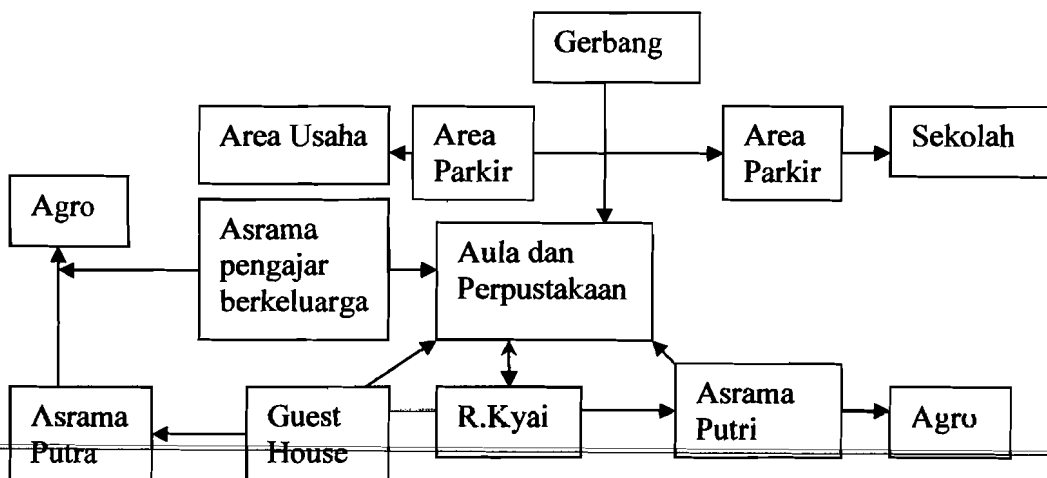 Gerbang
Area Usaha
Area
Parkir
Area
Parkir
Sekolah
Agro
Asrama
pengajar
berkeluarga
Aula dan
Perpustakaan
Asrama
Putra
Guest
House
R.Kyai
Asrama
Putri
Agro